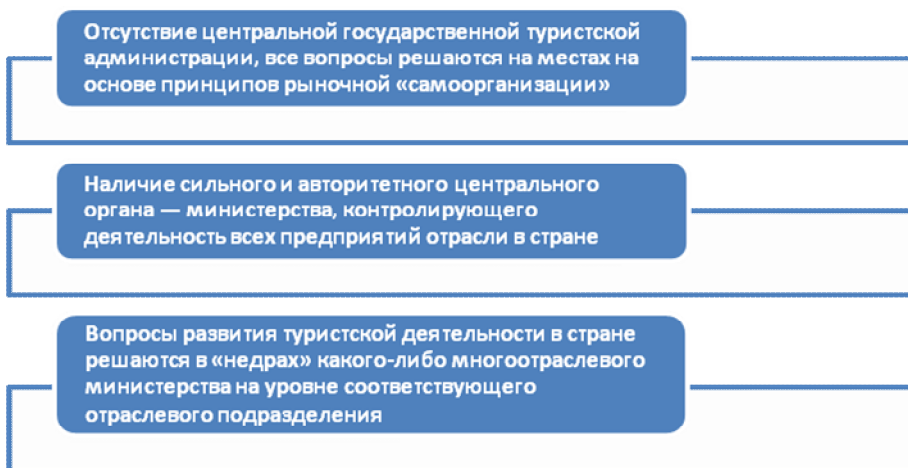 Отсутствие центральной государственной туристской
администрации, все вопросы решаются на местах на
основе принципов рыночной «самоорганизации»
Наличие сильного и авторитетного центрального
органа — министерства, контролирующего
деятельность всех предприятий отрасли в стране
Вопросы развития туристской деятельности в стране
решаются в «недрах» какого-либо многоотраслевого
министерства на уровне соответствующего
отраслевого подразделения